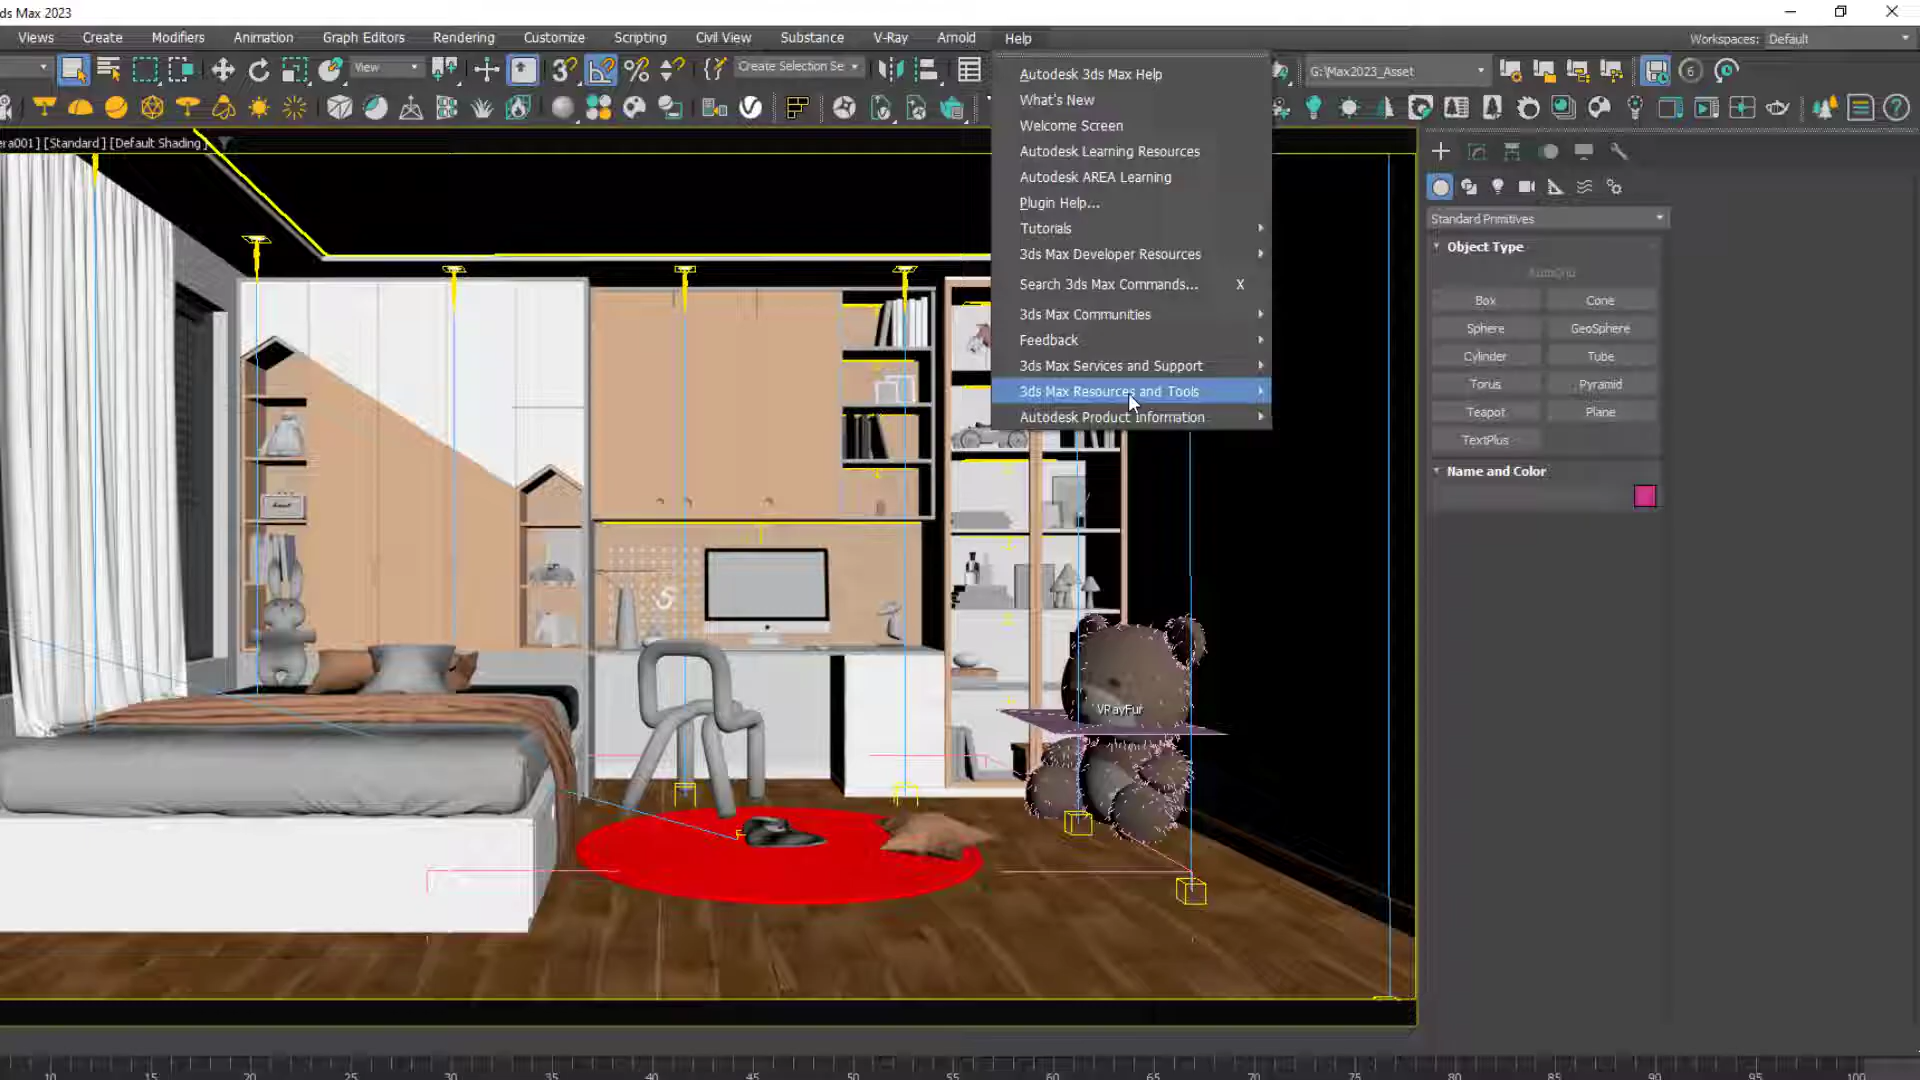 ds Max 2023
Views Create Modifiers Animation Graph Editors Rendering Customize Scripting Civil View Substance V-Ray Arnold Help
Workspaces: Default
View
Create Selection Se
G:\Max2023_Asset
6
era001] [Standard] [Default Shading]
Autodesk 3ds Max Help
What's New
Welcome Screen
Autodesk Learning Resources
Autodesk AREA Learning
Plugin Help...
Tutorials
3ds Max Developer Resources
Search 3ds Max Commands... X
3ds Max Communities
Feedback
3ds Max Services and Support
3ds Max Resources and Tools
Autodesk Product Information
Standard Primitives
Object Type
AutoGrid
Box Cone
Sphere GeoSphere
Cylinder Tube
Torus Pyramid
Teapot Plane
TextPlus
Name and Color
VRayFur
10 15 20 25 30 35 40 45 50 55 60 65 70 75 80 85 90 95 100